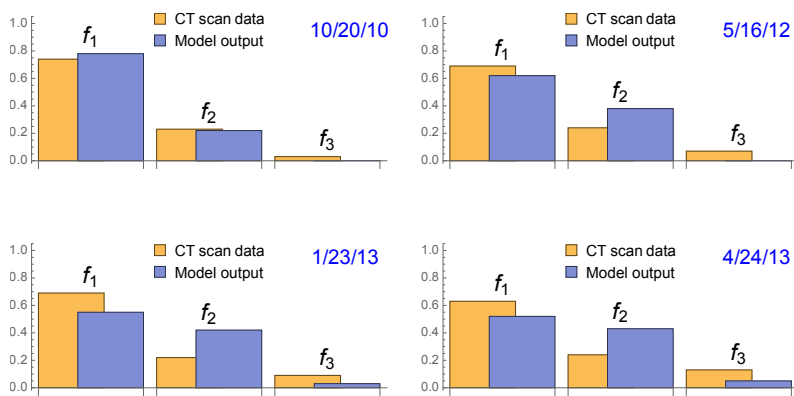 CT scan data
Model output
10/20/10
1.0
0.8
0.6
0.4
0.2
0.0
f1
f2
f3
CT scan data
Model output
5/16/12
1.0
0.8
0.6
0.4
0.2
0.0
f1
f2
f3
CT scan data
Model output
1/23/13
1.0
0.8
0.6
0.4
0.2
0.0
f1
f2
f3
CT scan data
Model output
4/24/13
1.0
0.8
0.6
0.4
0.2
0.0
f1
f2
f3